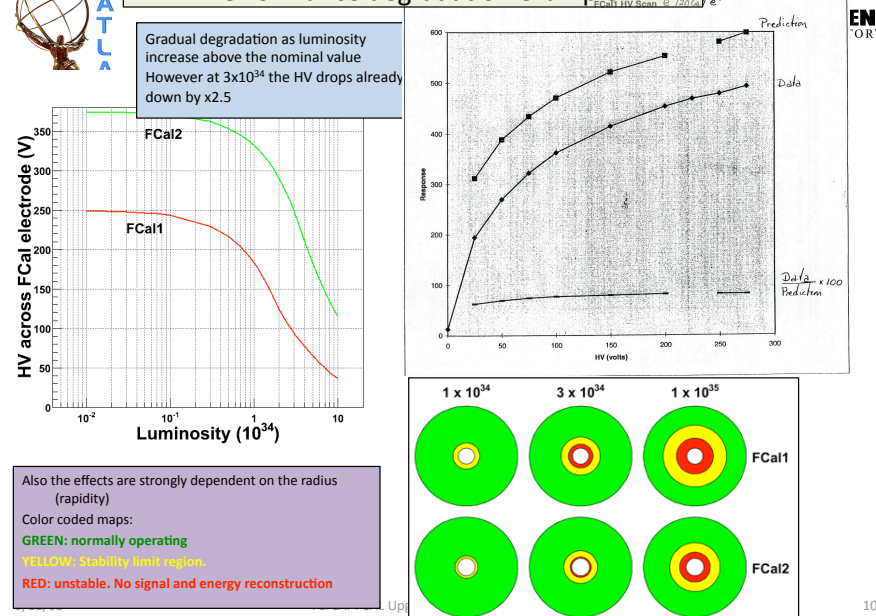 ATLA
Gradual degradation as luminosity
increase above the nominal value
However at 3x10³⁴ the HV drops already
down by x2.5
HV across FCal electrode (V)
350
300
250
200
150
100
50
0
FCal2
FCal1
10⁻²
10⁻¹
1
10
Luminosity (10³⁴)
FCal1 HV Scan
Prediction
Data
Data
Prediction
x 100
Response
600
500
400
300
200
100
0
0
50
100
150
200
250
300
HV (volts)
EN
1 x 10³⁴
3 x 10³⁴
1 x 10³⁵
FCal1
FCal2
Also the effects are strongly dependent on the radius
(rapidity)
Color coded maps:
GREEN: normally operating
YELLOW: Stability limit region.
RED: unstable. No signal and energy reconstruction
10